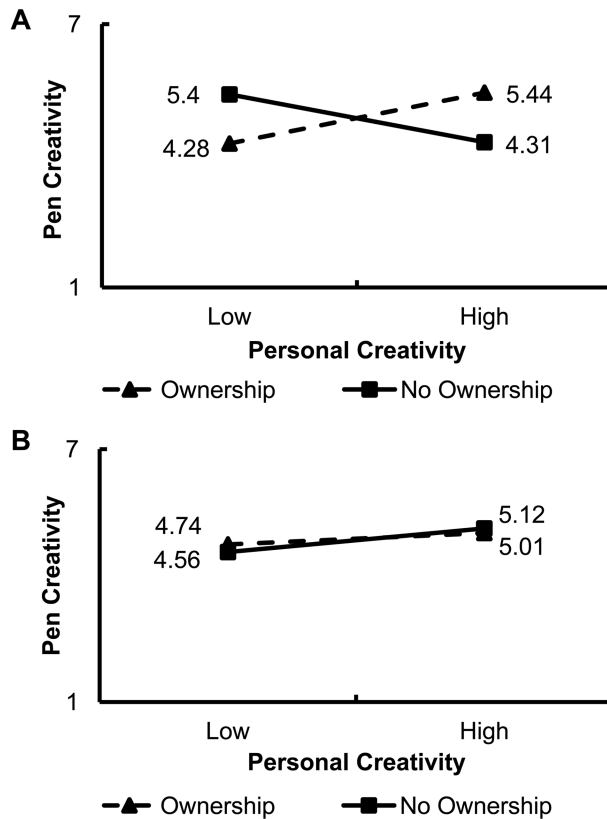 A
7
5.4
5.44
4.28
4.31
Pen Creativity
1
Low High
Personal Creativity
Ownership No Ownership
B
7
4.74
5.12
4.56
5.01
Pen Creativity
1
Low High
Personal Creativity
Ownership No Ownership